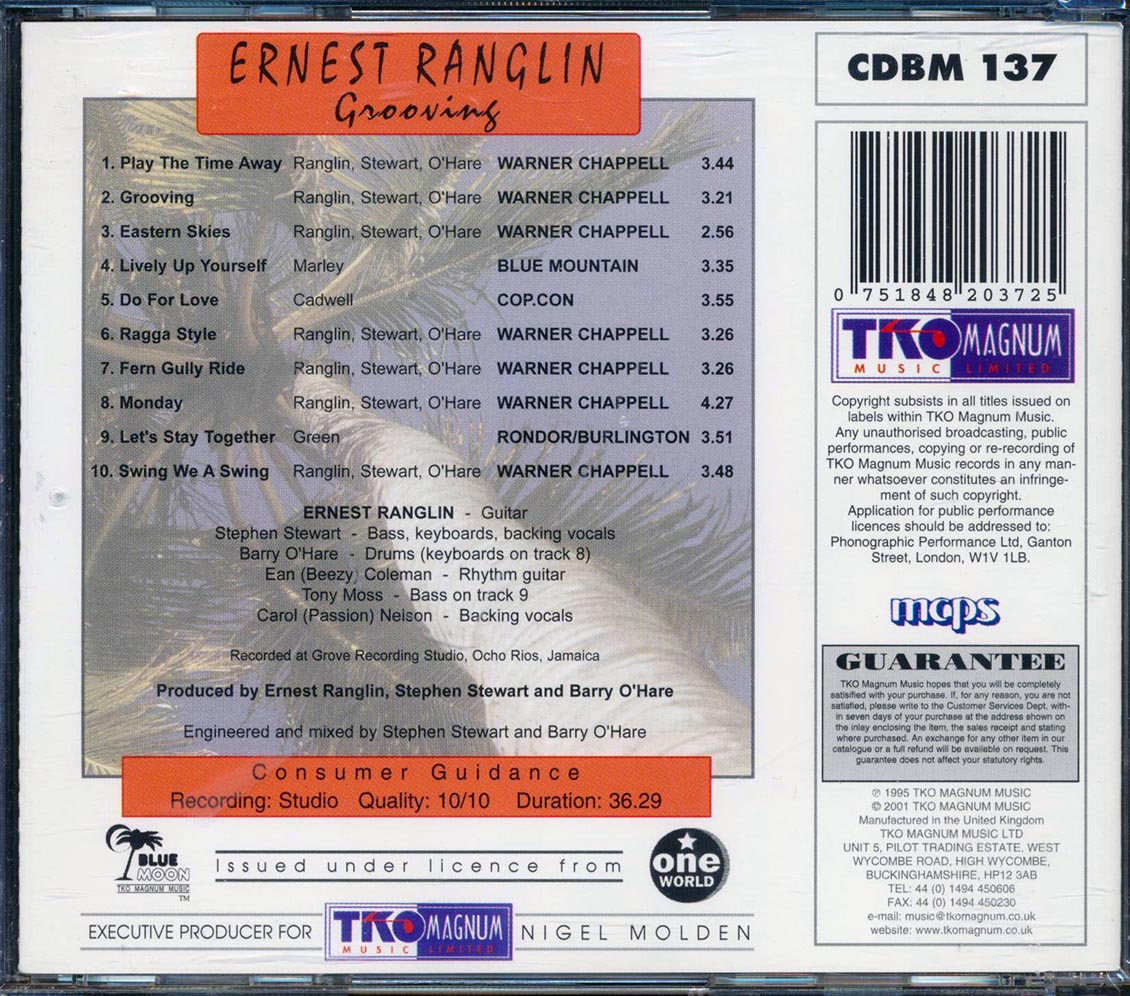 ERNEST RANGLIN
Grooving
1. Play The Time Away Ranglin, Stewart, O'Hare WARNER CHAPPELL 3.44
2. Grooving Ranglin, Stewart, O'Hare WARNER CHAPPELL 3.21
3. Eastern Skies Ranglin, Stewart, O'Hare WARNER CHAPPELL 2.56
4. Lively Up Yourself Marley BLUE MOUNTAIN 3.35
5. Do For Love Cadwell COP.CON 3.55
6. Ragga Style Ranglin, Stewart, O'Hare WARNER CHAPPELL 3.26
7. Fern Gully Ride Ranglin, Stewart, O'Hare WARNER CHAPPELL 3.26
8. Monday Ranglin, Stewart, O'Hare WARNER CHAPPELL 4.27
9. Let's Stay Together Green RONDOR/BURLINGTON 3.51
10. Swing We A Swing Ranglin, Stewart, O'Hare WARNER CHAPPELL 3.48
ERNEST RANGLIN - Guitar
Stephen Stewart - Bass, keyboards, backing vocals
Barry O'Hare - Drums (keyboards on track 8)
Ean (Beezy) Coleman - Rhythm guitar
Tony Moss - Bass on track 9
Carol (Passion) Nelson - Backing vocals
Recorded at Grove Recording Studio, Ocho Rios, Jamaica
Produced by Ernest Ranglin, Stephen Stewart and Barry O'Hare
Engineered and mixed by Stephen Stewart and Barry O'Hare
Consumer Guidance
Recording: Studio Quality: 10/10 Duration: 36.29
BLUE
MOON
TKO MAGNUM MUSIC
TM
Issued under licence from
one
WORLD
EXECUTIVE PRODUCER FOR TKO MAGNUM NIGEL MOLDEN
MUSIC LIMITED
CDBM 137
0 751848 203725
TKO MAGNUM
MUSIC LIMITED
Copyright subsists in all titles issued on
labels within TKO Magnum Music.
Any unauthorised broadcasting, public
performances, copying or re-recording of
TKO Magnum Music records in any man-
ner whatsoever constitutes an infringe-
ment of such copyright.
Application for public performance
licences should be addressed to:
Phonographic Performance Ltd, Ganton
Street, London, W1V 1LB.
mcps
GUARANTEE
TKO Magnum Music hopes that you will be completely
satisified with your purchase. If, for any reason, you are not
satisfied, please write to the Customer Services Dept. with-
in seven days of your purchase at the address shown on
the inlay enclosing the item, the sales receipt and stating
where purchased. An exchange for any other item in our
catalogue or a full refund will be available on request. This
guarantee does not affect your statutory rights.
℗ 1995 TKO MAGNUM MUSIC
© 2001 TKO MAGNUM MUSIC
Manufactured in the United Kingdom
TKO MAGNUM MUSIC LTD
UNIT 5, PILOT TRADING ESTATE, WEST
WYCOMBE ROAD, HIGH WYCOMBE,
BUCKINGHAMSHIRE, HP12 3AB
TEL: 44 (0) 1494 450606
FAX: 44 (0) 1494 450230
e-mail: music@tkomagnum.co.uk
website: www.tkomagnum.co.uk